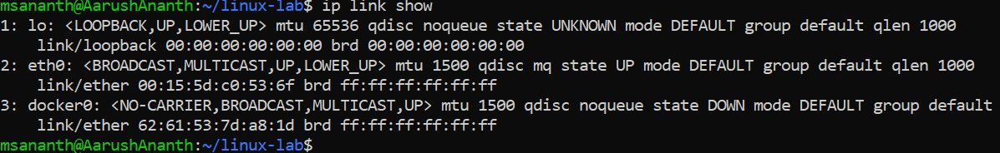 msananth@AarushAnanth:~/linux-lab$ ip link show
1: lo: <LOOPBACK,UP,LOWER_UP> mtu 65536 qdisc noqueue state UNKNOWN mode DEFAULT group default qlen 1000
    link/loopback 00:00:00:00:00:00 brd 00:00:00:00:00:00
2: eth0: <BROADCAST,MULTICAST,UP,LOWER_UP> mtu 1500 qdisc mq state UP mode DEFAULT group default qlen 1000
    link/ether 00:15:5d:c0:53:6f brd ff:ff:ff:ff:ff:ff
3: docker0: <NO-CARRIER,BROADCAST,MULTICAST,UP> mtu 1500 qdisc noqueue state DOWN mode DEFAULT group default
    link/ether 62:61:53:7d:a8:1d brd ff:ff:ff:ff:ff:ff
msananth@AarushAnanth:~/linux-lab$